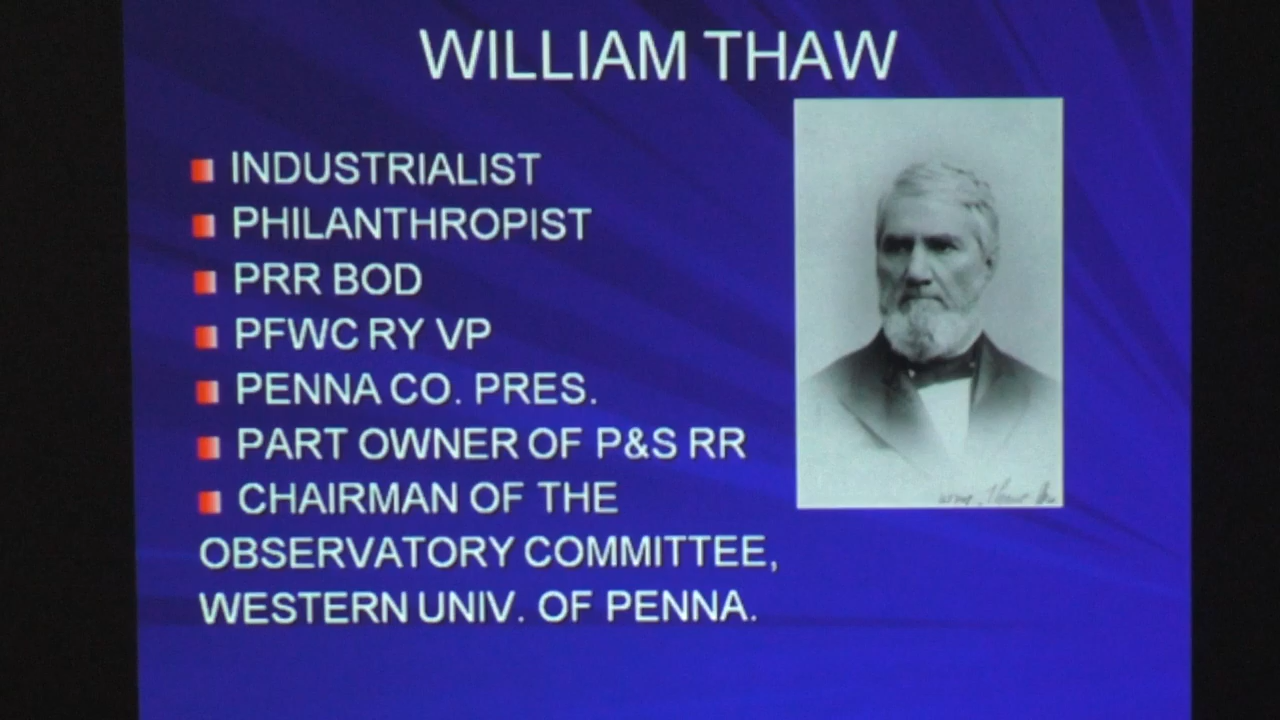 WILLIAM THAW
INDUSTRIALIST
PHILANTHROPIST
PRR BOD
PFWC RY VP
PENNA CO. PRES.
PART OWNER OF P&S RR
CHAIRMAN OF THE
OBSERVATORY COMMITTEE,
WESTERN UNIV. OF PENNA.